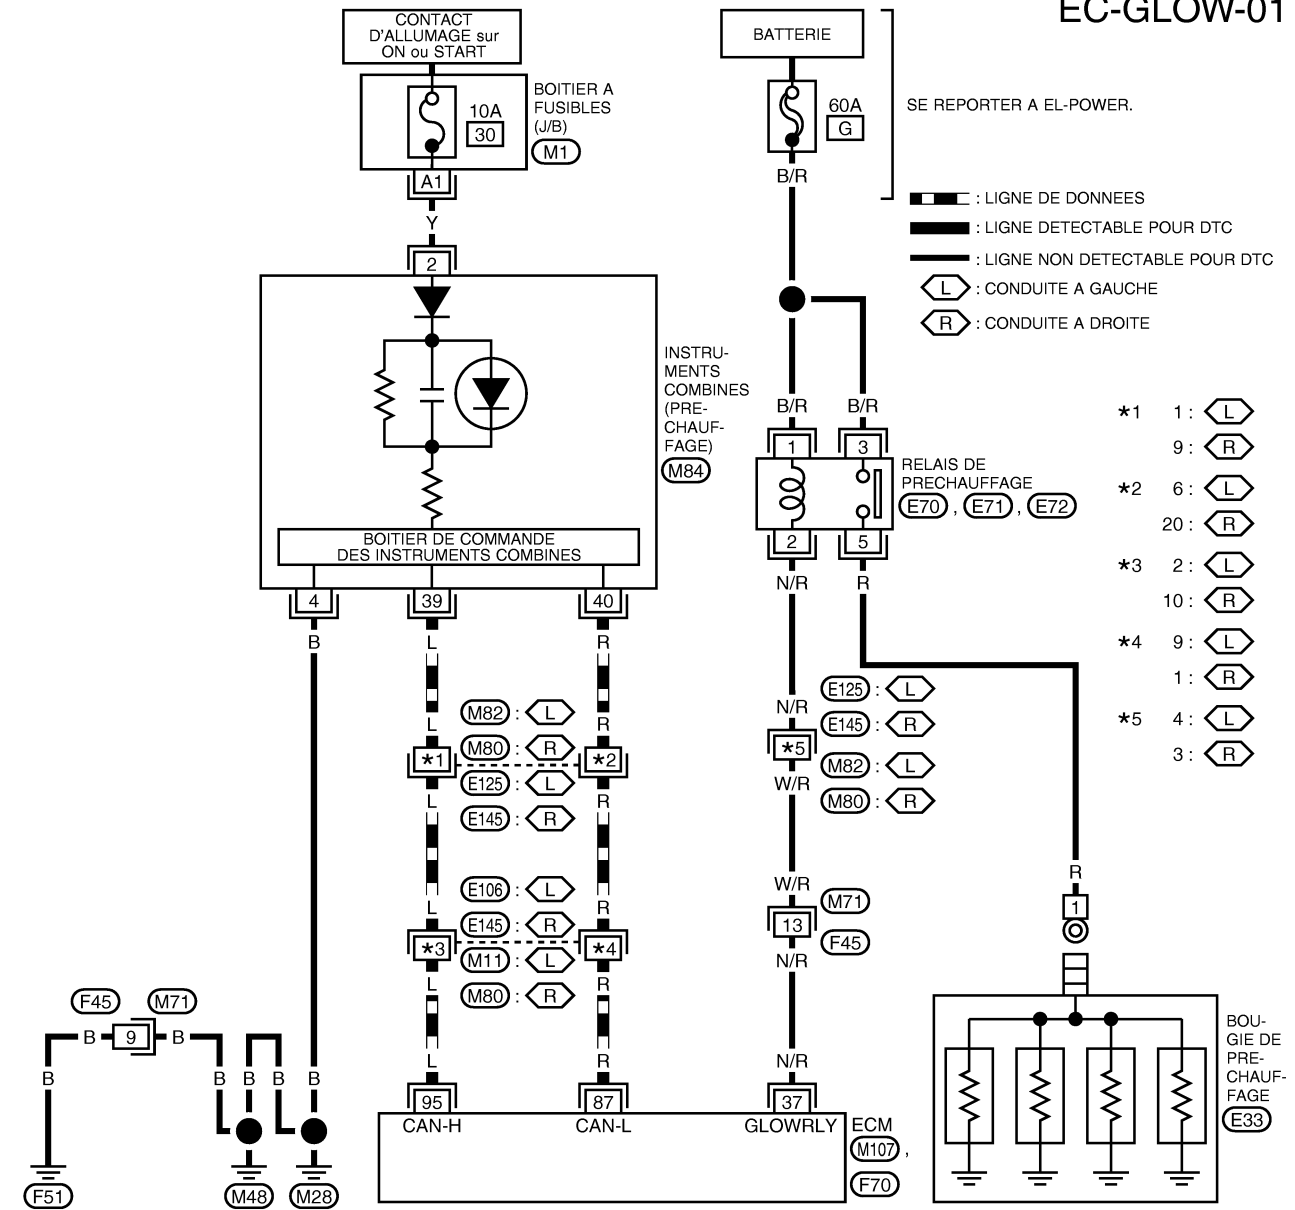 EC-GLOW-01
CONTACT
D'ALLUMAGE sur
ON ou START
10A
30
BOITIER A
FUSIBLES
(J/B)
M1
A1
Y
2
BATTERIE
60A
G
SE REPORTER A EL-POWER.
B/R
: LIGNE DE DONNEES
: LIGNE DETECTABLE POUR DTC
: LIGNE NON DETECTABLE POUR DTC
L : CONDUITE A GAUCHE
R : CONDUITE A DROITE
INSTRU-
MENTS
COMBINES
(PRE-
CHAUF-
FAGE)
M84
BOITIER DE COMMANDE
DES INSTRUMENTS COMBINES
4
39
40
B/R
B/R
1
3
RELAIS DE
PRECHAUFFAGE
E70 , E71 , E72
2
5
N/R
R
*1 1 : L
9 : R
*2 6 : L
20 : R
*3 2 : L
10 : R
*4 9 : L
1 : R
*5 4 : L
3 : R
B
L
R
L
M82 : L
R
*1
M80 : R
*2
L
E125 : L
R
E145 : R
L
E106 : L
R
*3
E145 : R
*4
M11 : L
L
R
M80 : R
L
R
N/R
E125 : L
E145 : R
*5
M82 : L
W/R
M80 : R
W/R
M71
13
F45
N/R
N/R
R
1
BOU-
GIE DE
PRE-
CHAUF-
FAGE
E33
F45
M71
B
9
B
B
B
B
B
B
F51
M48
M28
95
87
37
CAN-H
CAN-L
GLOWRLY
ECM
M107 ,
F70